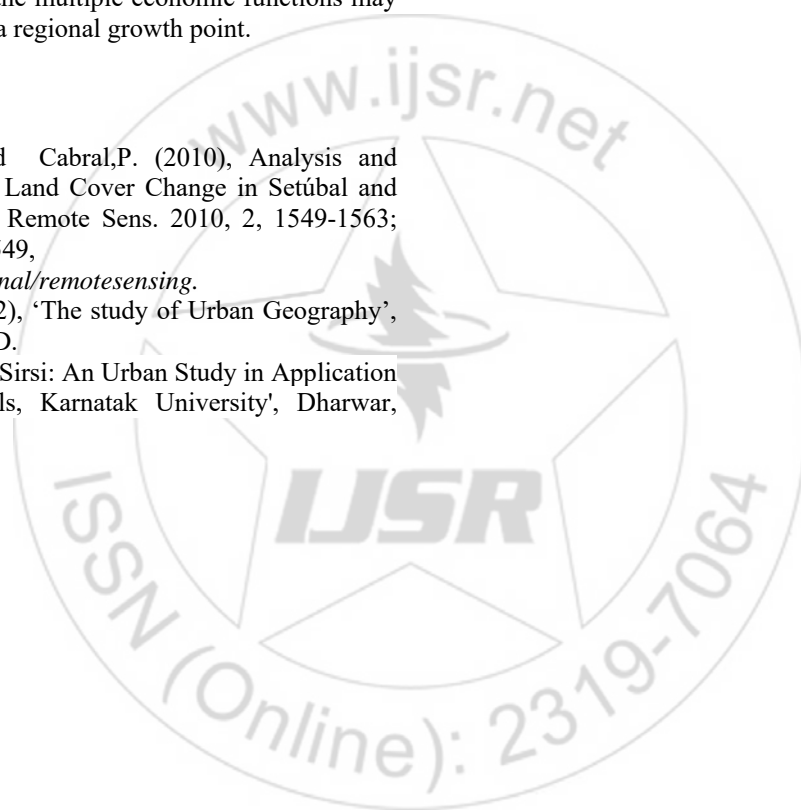 the multiple economic functions may
a regional growth point.
Cabral,P. (2010), Analysis and
Land Cover Change in Setúbal and
Remote Sens. 2010, 2, 1549-1563;
nal/remotesensing.
2), ‘The study of Urban Geography’,
D.
Sirsi: An Urban Study in Application
ls, Karnatak University', Dharwar,
www.ijsr.net
IJSR
ISSN (Online): 2319-7064